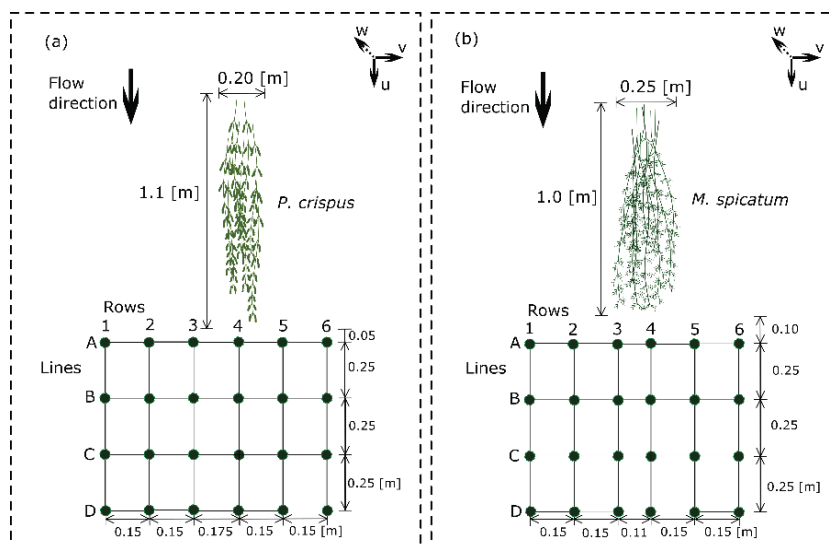 (a)
w
v
u
Flow
direction
0.20 [m]
1.1 [m]
P. crispus
Rows
1 2 3 4 5 6
A
0.05
Lines
0.25
B
0.25
C
0.25 [m]
D
0.15 0.15 0.175 0.15 0.15 [m]
(b)
w
v
u
Flow
direction
0.25 [m]
1.0 [m]
M. spicatum
Rows
1 2 3 4 5 6
A
0.10
Lines
0.25
B
0.25
C
0.25 [m]
D
0.15 0.15 0.11 0.15 0.15 [m]